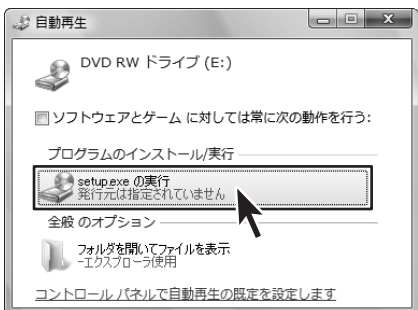 自動再生
DVD RW ドライブ (E:)
ソフトウェアとゲーム に対しては常に次の動作を行う:
プログラムのインストール/実行
setup.exe の実行
発行元は指定されていません
全般 のオプション
フォルダを開いてファイルを表示
-エクスプローラ使用
コントロール パネルで自動再生の既定を設定します